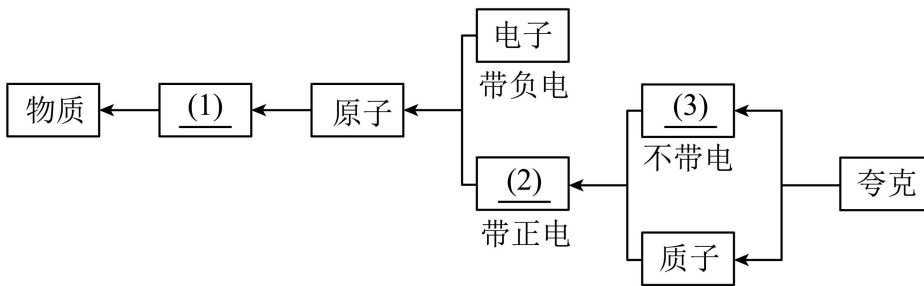 电子
带负电
物质
(1)
原子
(3)
不带电
(2)
带正电
夸克
质子